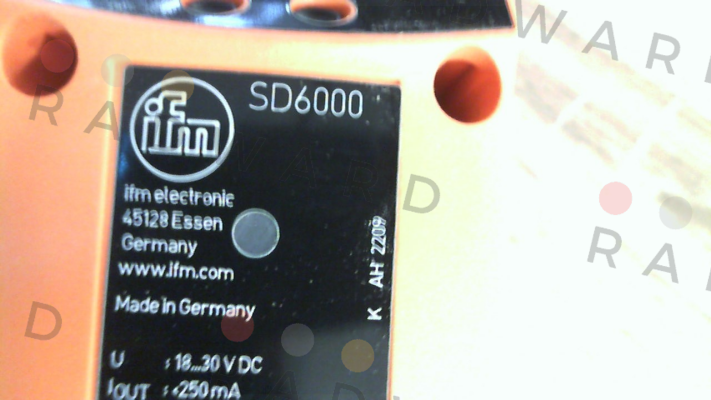 ifm
SD6000
ifm electronic
45128 Essen
Germany
www.ifm.com
Made in Germany
K AH 2209
U : 18...30 V DC
IOUT : <250 mA